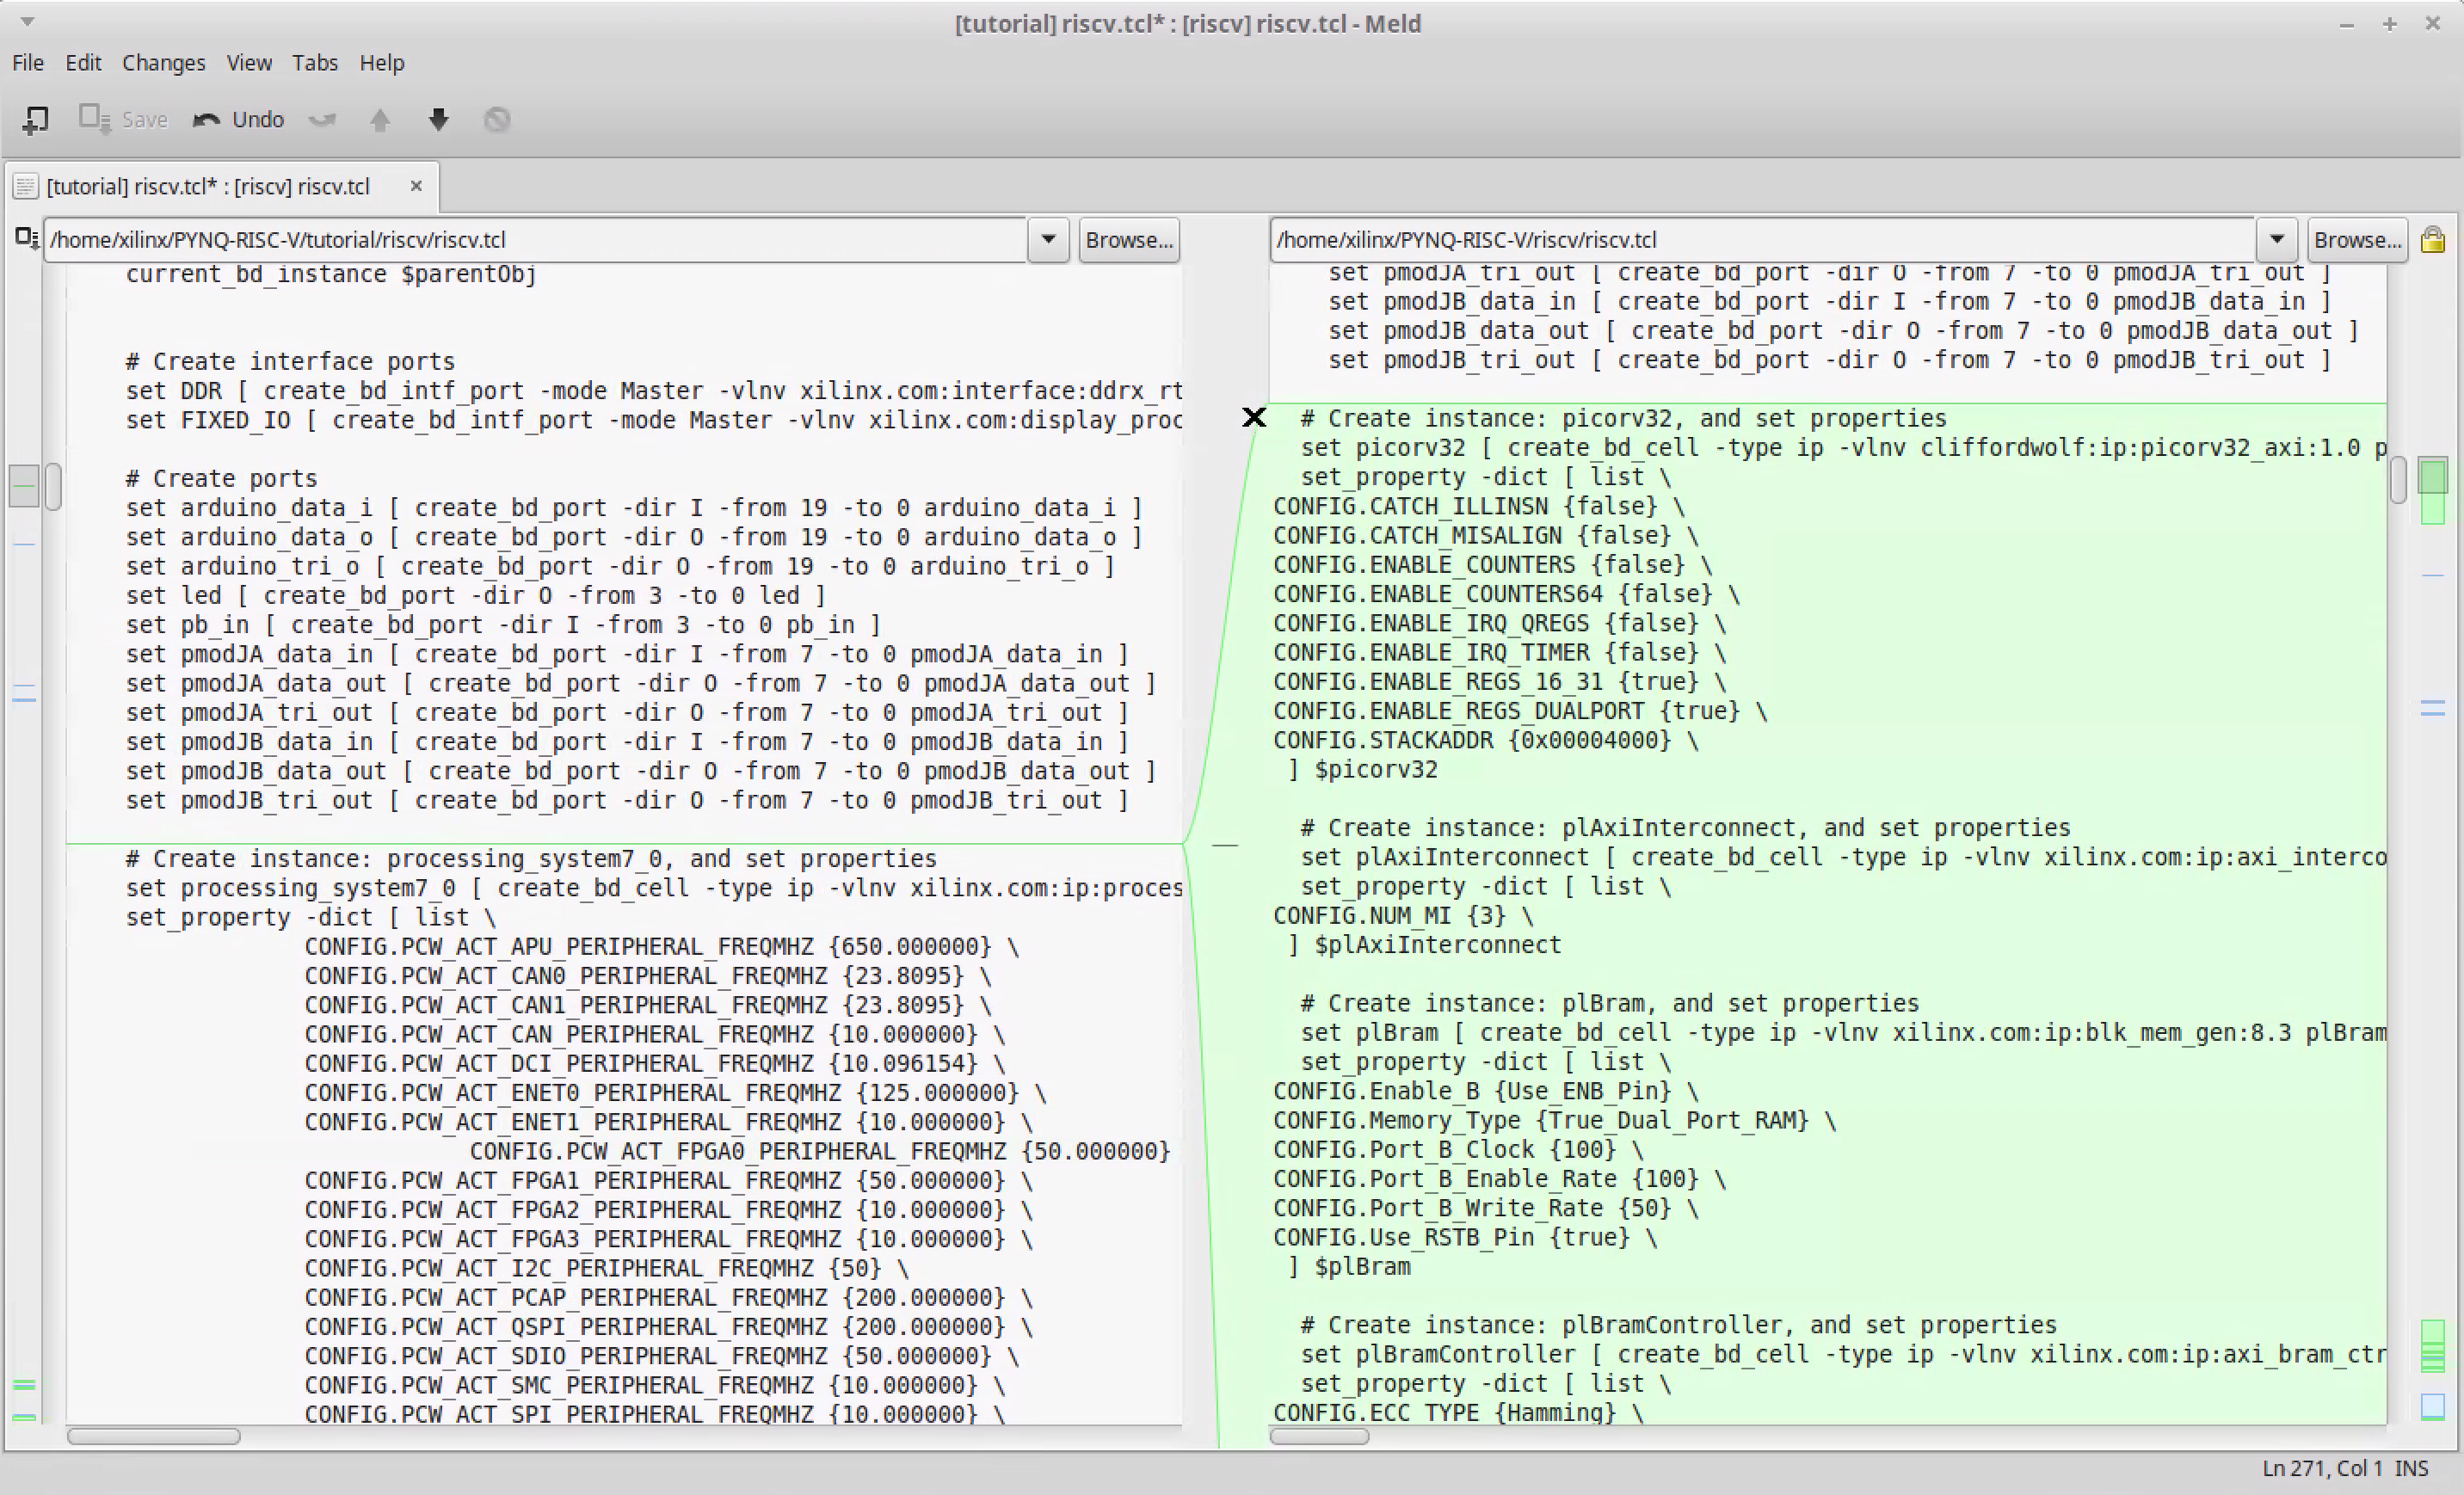 [tutorial] riscv.tcl* : [riscv] riscv.tcl - Meld
File Edit Changes View Tabs Help
Save Undo
[tutorial] riscv.tcl* : [riscv] riscv.tcl
/home/xilinx/PYNQ-RISC-V/tutorial/riscv/riscv.tcl Browse...
current_bd_instance $parentObj
# Create interface ports
set DDR [ create_bd_intf_port -mode Master -vlnv xilinx.com:interface:ddrx_rt
set FIXED_IO [ create_bd_intf_port -mode Master -vlnv xilinx.com:display_proc
# Create ports
set arduino_data_i [ create_bd_port -dir I -from 19 -to 0 arduino_data_i ]
set arduino_data_o [ create_bd_port -dir O -from 19 -to 0 arduino_data_o ]
set arduino_tri_o [ create_bd_port -dir O -from 19 -to 0 arduino_tri_o ]
set led [ create_bd_port -dir O -from 3 -to 0 led ]
set pb_in [ create_bd_port -dir I -from 3 -to 0 pb_in ]
set pmodJA_data_in [ create_bd_port -dir I -from 7 -to 0 pmodJA_data_in ]
set pmodJA_data_out [ create_bd_port -dir O -from 7 -to 0 pmodJA_data_out ]
set pmodJA_tri_out [ create_bd_port -dir O -from 7 -to 0 pmodJA_tri_out ]
set pmodJB_data_in [ create_bd_port -dir I -from 7 -to 0 pmodJB_data_in ]
set pmodJB_data_out [ create_bd_port -dir O -from 7 -to 0 pmodJB_data_out ]
set pmodJB_tri_out [ create_bd_port -dir O -from 7 -to 0 pmodJB_tri_out ]
# Create instance: processing_system7_0, and set properties
set processing_system7_0 [ create_bd_cell -type ip -vlnv xilinx.com:ip:proces
set_property -dict [ list \
CONFIG.PCW_ACT_APU_PERIPHERAL_FREQMHZ {650.000000} \
CONFIG.PCW_ACT_CAN0_PERIPHERAL_FREQMHZ {23.8095} \
CONFIG.PCW_ACT_CAN1_PERIPHERAL_FREQMHZ {23.8095} \
CONFIG.PCW_ACT_CAN_PERIPHERAL_FREQMHZ {10.000000} \
CONFIG.PCW_ACT_DCI_PERIPHERAL_FREQMHZ {10.096154} \
CONFIG.PCW_ACT_ENET0_PERIPHERAL_FREQMHZ {125.000000} \
CONFIG.PCW_ACT_ENET1_PERIPHERAL_FREQMHZ {10.000000} \
CONFIG.PCW_ACT_FPGA0_PERIPHERAL_FREQMHZ {50.000000}
CONFIG.PCW_ACT_FPGA1_PERIPHERAL_FREQMHZ {50.000000} \
CONFIG.PCW_ACT_FPGA2_PERIPHERAL_FREQMHZ {10.000000} \
CONFIG.PCW_ACT_FPGA3_PERIPHERAL_FREQMHZ {10.000000} \
CONFIG.PCW_ACT_I2C_PERIPHERAL_FREQMHZ {50} \
CONFIG.PCW_ACT_PCAP_PERIPHERAL_FREQMHZ {200.000000} \
CONFIG.PCW_ACT_QSPI_PERIPHERAL_FREQMHZ {200.000000} \
CONFIG.PCW_ACT_SDIO_PERIPHERAL_FREQMHZ {50.000000} \
CONFIG.PCW_ACT_SMC_PERIPHERAL_FREQMHZ {10.000000} \
CONFIG.PCW_ACT_SPI_PERIPHERAL_FREQMHZ {10.000000} \
/home/xilinx/PYNQ-RISC-V/riscv/riscv.tcl Browse...
set pmodJA_tri_out [ create_bd_port -dir O -from 7 -to 0 pmodJA_tri_out ]
set pmodJB_data_in [ create_bd_port -dir I -from 7 -to 0 pmodJB_data_in ]
set pmodJB_data_out [ create_bd_port -dir O -from 7 -to 0 pmodJB_data_out ]
set pmodJB_tri_out [ create_bd_port -dir O -from 7 -to 0 pmodJB_tri_out ]
# Create instance: picorv32, and set properties
set picorv32 [ create_bd_cell -type ip -vlnv cliffordwolf:ip:picorv32_axi:1.0 p
set_property -dict [ list \
CONFIG.CATCH_ILLINSN {false} \
CONFIG.CATCH_MISALIGN {false} \
CONFIG.ENABLE_COUNTERS {false} \
CONFIG.ENABLE_COUNTERS64 {false} \
CONFIG.ENABLE_IRQ_QREGS {false} \
CONFIG.ENABLE_IRQ_TIMER {false} \
CONFIG.ENABLE_REGS_16_31 {true} \
CONFIG.ENABLE_REGS_DUALPORT {true} \
CONFIG.STACKADDR {0x00004000} \
] $picorv32
# Create instance: plAxiInterconnect, and set properties
set plAxiInterconnect [ create_bd_cell -type ip -vlnv xilinx.com:ip:axi_interco
set_property -dict [ list \
CONFIG.NUM_MI {3} \
] $plAxiInterconnect
# Create instance: plBram, and set properties
set plBram [ create_bd_cell -type ip -vlnv xilinx.com:ip:blk_mem_gen:8.3 plBram
set_property -dict [ list \
CONFIG.Enable_B {Use_ENB_Pin} \
CONFIG.Memory_Type {True_Dual_Port_RAM} \
CONFIG.Port_B_Clock {100} \
CONFIG.Port_B_Enable_Rate {100} \
CONFIG.Port_B_Write_Rate {50} \
CONFIG.Use_RSTB_Pin {true} \
] $plBram
# Create instance: plBramController, and set properties
set plBramController [ create_bd_cell -type ip -vlnv xilinx.com:ip:axi_bram_ctr
set_property -dict [ list \
CONFIG.ECC_TYPE {Hamming} \
Ln 271, Col 1 INS